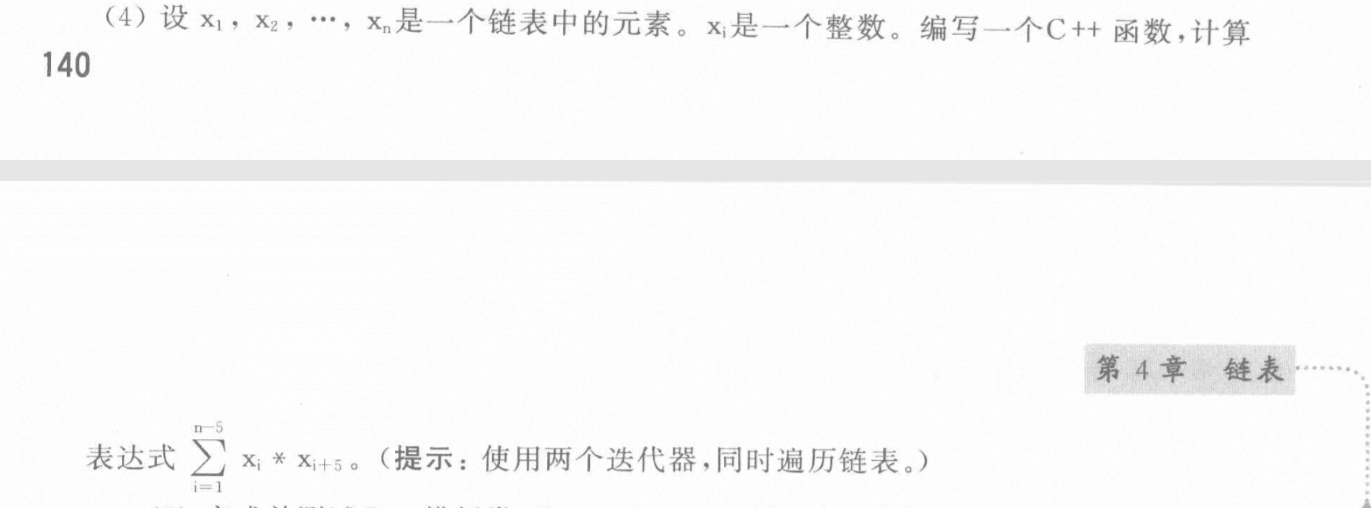 (4) 设 x₁, x₂, …, xₙ是一个链表中的元素。xᵢ是一个整数。编写一个C++ 函数,计算
140
第 4 章 链表
表达式 $\sum_{i=1}^{n-5}$ xᵢ * xᵢ₊₅。(提示:使用两个迭代器,同时遍历链表。)